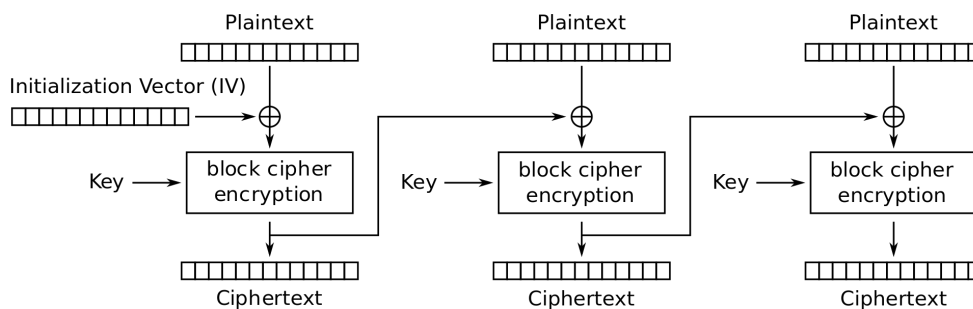 Plaintext
Plaintext
Plaintext
Initialization Vector (IV)
Key
block cipher
encryption
Key
block cipher
encryption
Key
block cipher
encryption
Ciphertext
Ciphertext
Ciphertext